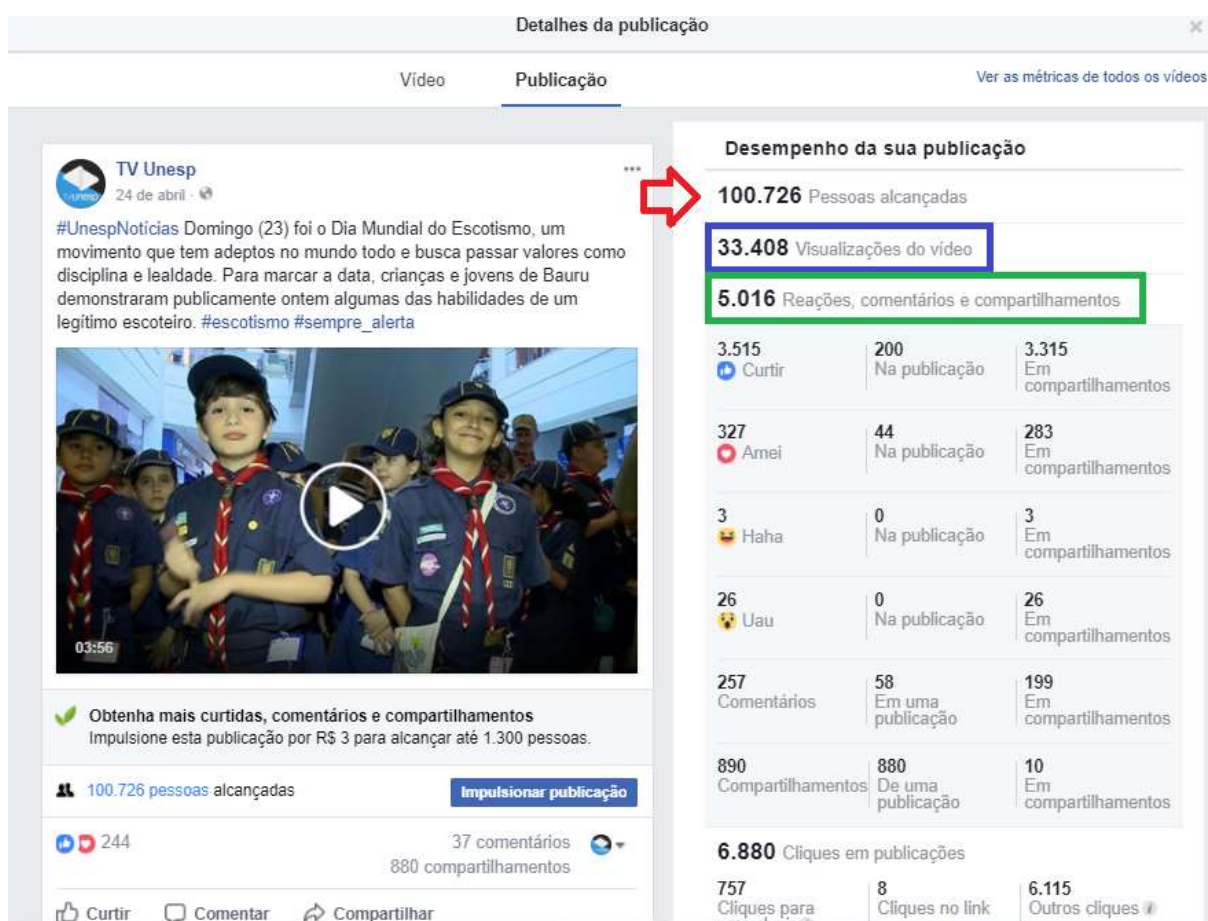 Detalhes da publicação
Vídeo
Publicação
Ver as métricas de todos os vídeos
TV Unesp
24 de abril ·
#UnespNotícias Domingo (23) foi o Dia Mundial do Escotismo, um
movimento que tem adeptos no mundo todo e busca passar valores como
disciplina e lealdade. Para marcar a data, crianças e jovens de Bauru
demonstraram publicamente ontem algumas das habilidades de um
legítimo escoteiro. #escotismo #sempre_alerta
03:56
Obtenha mais curtidas, comentários e compartilhamentos
Impulsione esta publicação por R$ 3 para alcançar até 1.300 pessoas.
100.726 pessoas alcançadas
Impulsionar publicação
244
37 comentários
880 compartilhamentos
Curtir
Comentar
Compartilhar
Desempenho da sua publicação
100.726 Pessoas alcançadas
33.408 Visualizações do vídeo
5.016 Reações, comentários e compartilhamentos
3.515
Curtir
200
Na publicação
3.315
Em
compartilhamentos
327
Amei
44
Na publicação
283
Em
compartilhamentos
3
Haha
0
Na publicação
3
Em
compartilhamentos
26
Uau
0
Na publicação
26
Em
compartilhamentos
257
Comentários
58
Em uma
publicação
199
Em
compartilhamentos
890
Compartilhamentos
880
De uma
publicação
10
Em
compartilhamentos
6.880 Cliques em publicações
757
Cliques para
8
Cliques no link
6.115
Outros cliques